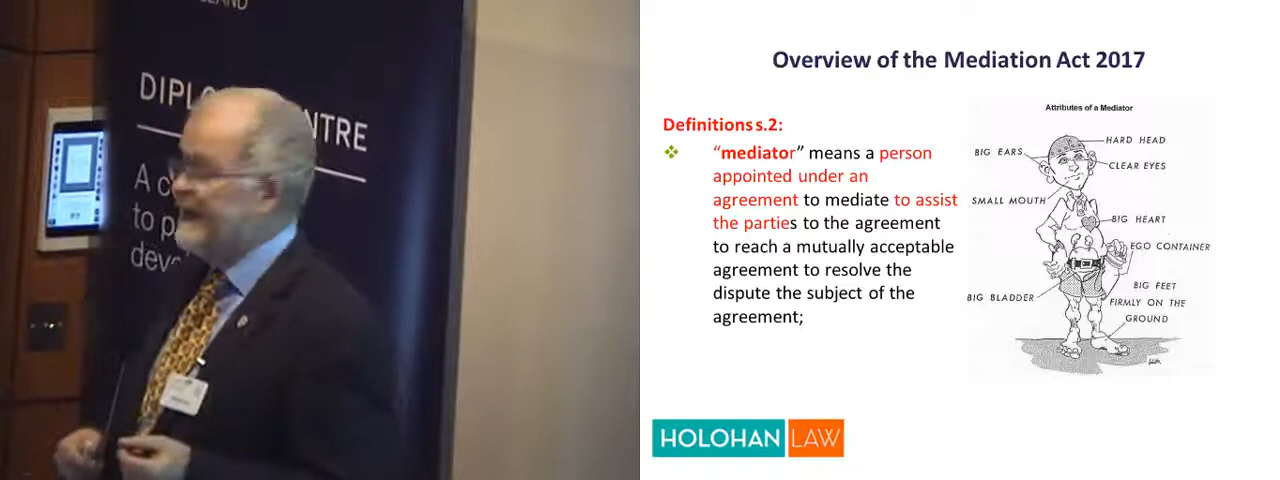 DIPL
NTRE
A c
to p
deve
Overview of the Mediation Act 2017
Definitions s.2:
“mediator” means a person
appointed under an
agreement to mediate to assist
the parties to the agreement
to reach a mutually acceptable
agreement to resolve the
dispute the subject of the
agreement;
Attributes of a Mediator
HARD HEAD
BIG EARS
CLEAR EYES
SMALL MOUTH
BIG HEART
EGO CONTAINER
BIG BLADDER
BIG FEET
FIRMLY ON THE
GROUND
HOLOHAN LAW